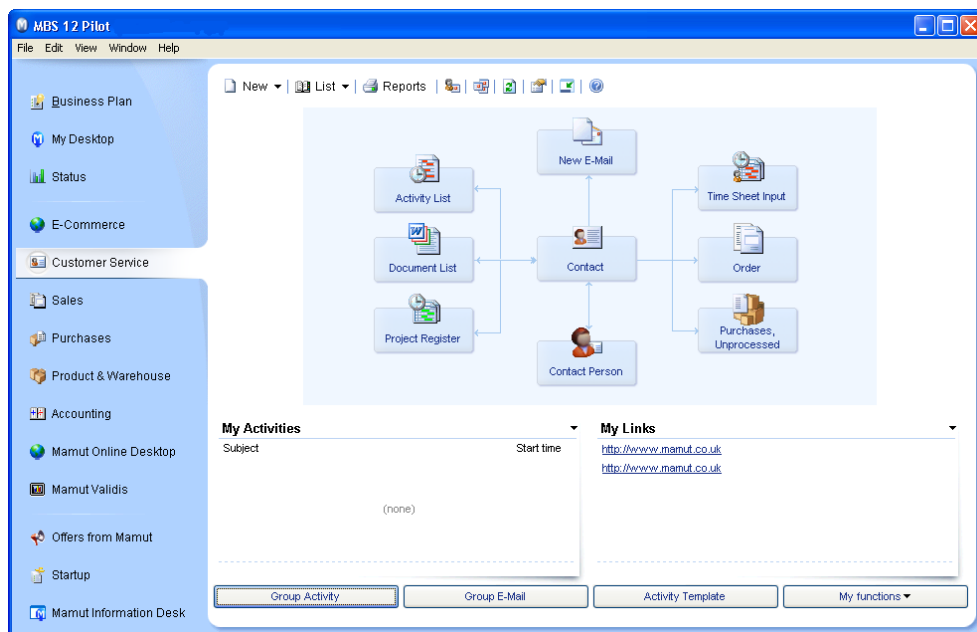 MBS 12 Pilot
File Edit View Window Help
Business Plan
My Desktop
Status
E-Commerce
Customer Service
Sales
Purchases
Product & Warehouse
Accounting
Mamut Online Desktop
Mamut Validis
Offers from Mamut
Startup
Mamut Information Desk
New List Reports
New E-Mail
Activity List
Time Sheet Input
Document List
Contact
Order
Project Register
Purchases,
Unprocessed
Contact Person
My Activities
Subject Start time
(none)
My Links
http://www.mamut.co.uk
http://www.mamut.co.uk
Group Activity
Group E-Mail
Activity Template
My functions